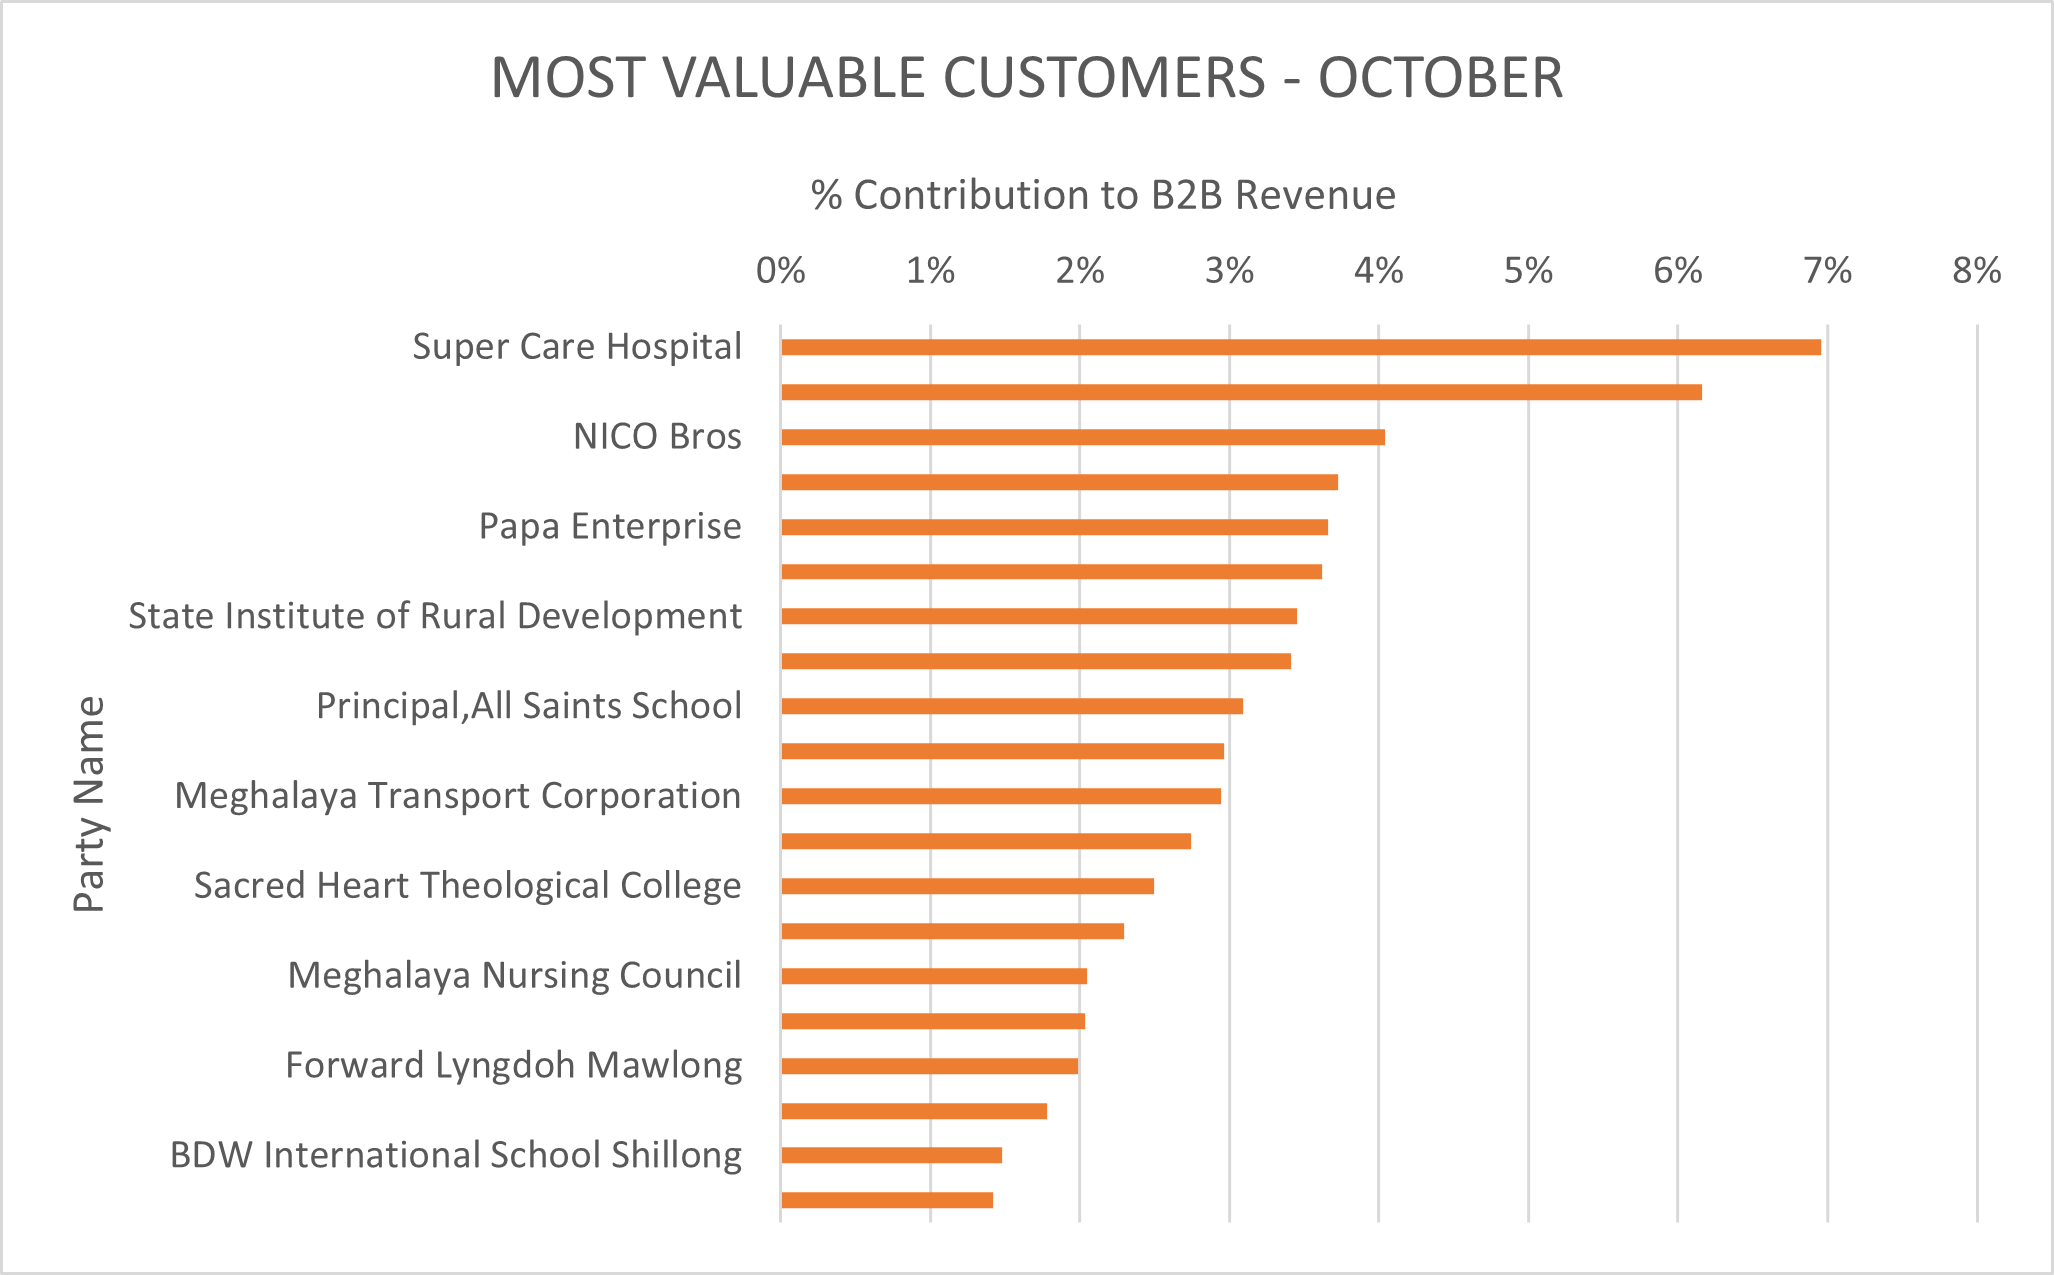 MOST VALUABLE CUSTOMERS - OCTOBER
% Contribution to B2B Revenue
0% 1% 2% 3% 4% 5% 6% 7% 8%
Super Care Hospital
NICO Bros
Papa Enterprise
State Institute of Rural Development
Principal,All Saints School
Meghalaya Transport Corporation
Sacred Heart Theological College
Meghalaya Nursing Council
Forward Lyngdoh Mawlong
BDW International School Shillong
Party Name